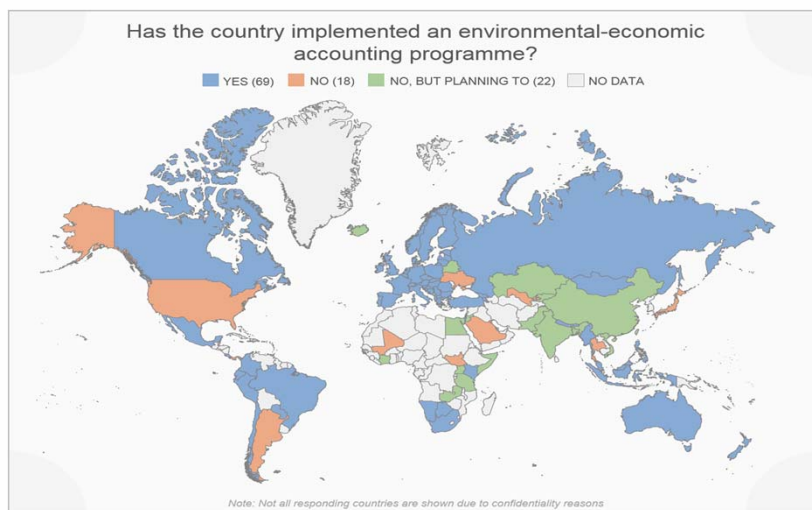 Has the country implemented an environmental-economic
accounting programme?
YES (69) NO (18) NO, BUT PLANNING TO (22) NO DATA
Note: Not all responding countries are shown due to confidentiality reasons